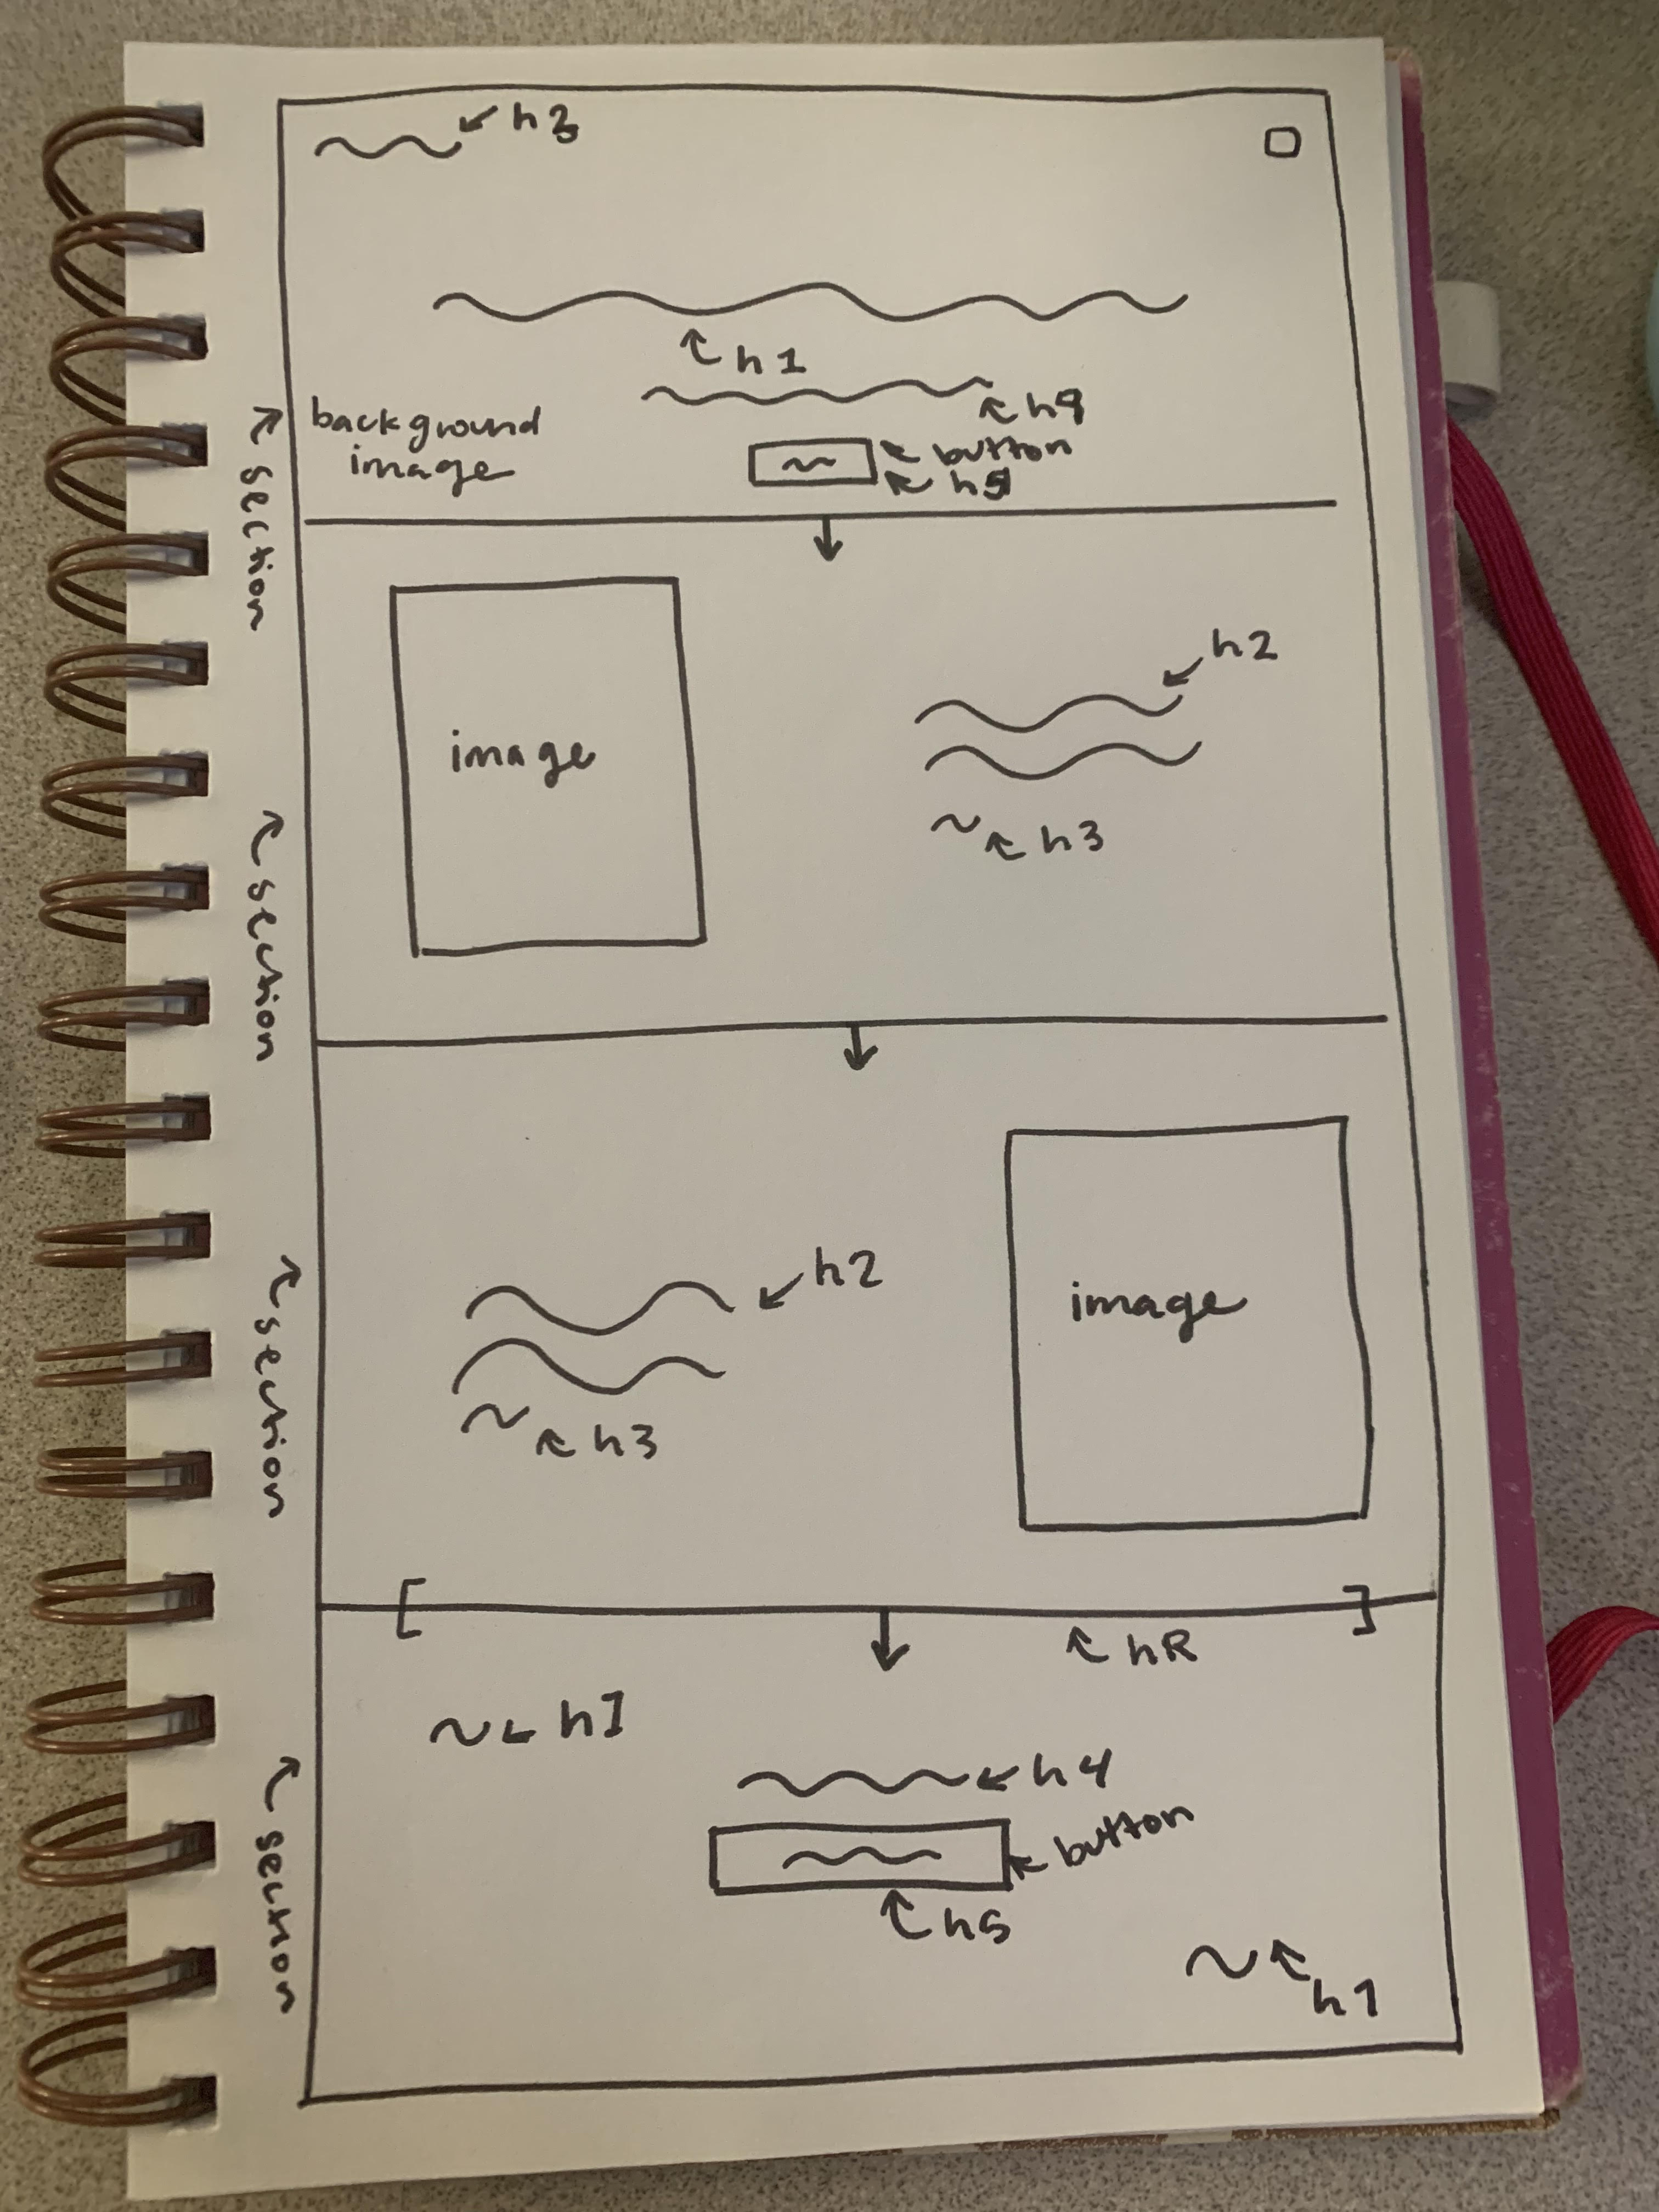 h3
h1
h4
background
image
button
h5
section
image
h2
h3
section
h2
image
h3
section
hR
h1
h4
button
h5
h1
section